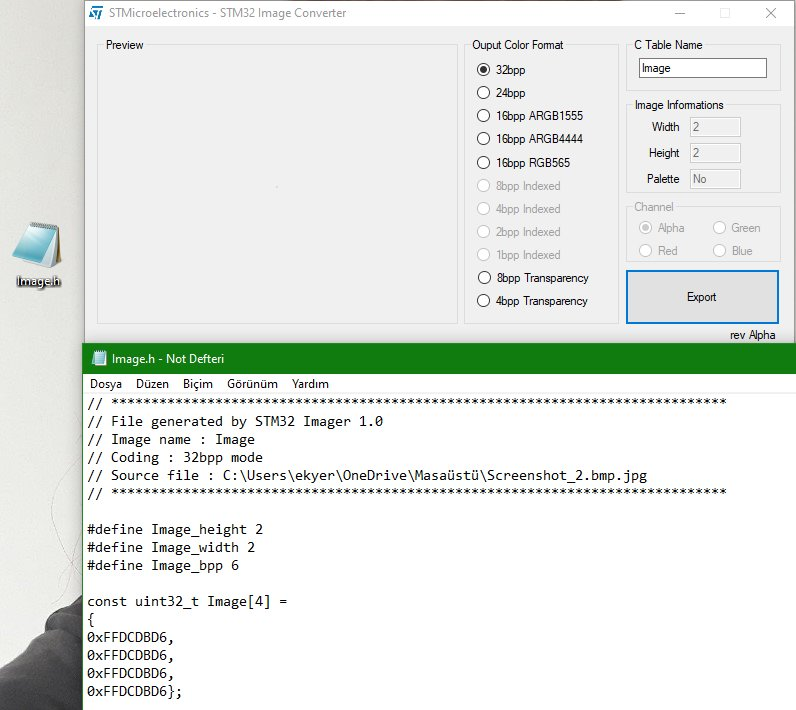 STMicroelectronics - STM32 Image Converter
Preview
Ouput Color Format
32bpp
24bpp
16bpp ARGB1555
16bpp ARGB4444
16bpp RGB565
8bpp Indexed
4bpp Indexed
2bpp Indexed
1bpp Indexed
8bpp Transparency
4bpp Transparency
C Table Name
Image
Image Informations
Width 2
Height 2
Palette No
Channel
Alpha Green
Red Blue
Export
rev Alpha
Image.h
Image.h - Not Defteri
Dosya Düzen Biçim Görünüm Yardım
// *****************************************************************************
// File generated by STM32 Imager 1.0
// Image name : Image
// Coding : 32bpp mode
// Source file : C:\Users\ekyer\OneDrive\Masaüstü\Screenshot_2.bmp.jpg
// *****************************************************************************
#define Image_height 2
#define Image_width 2
#define Image_bpp 6
const uint32_t Image[4] =
{
0xFFDCDBD6,
0xFFDCDBD6,
0xFFDCDBD6,
0xFFDCDBD6};